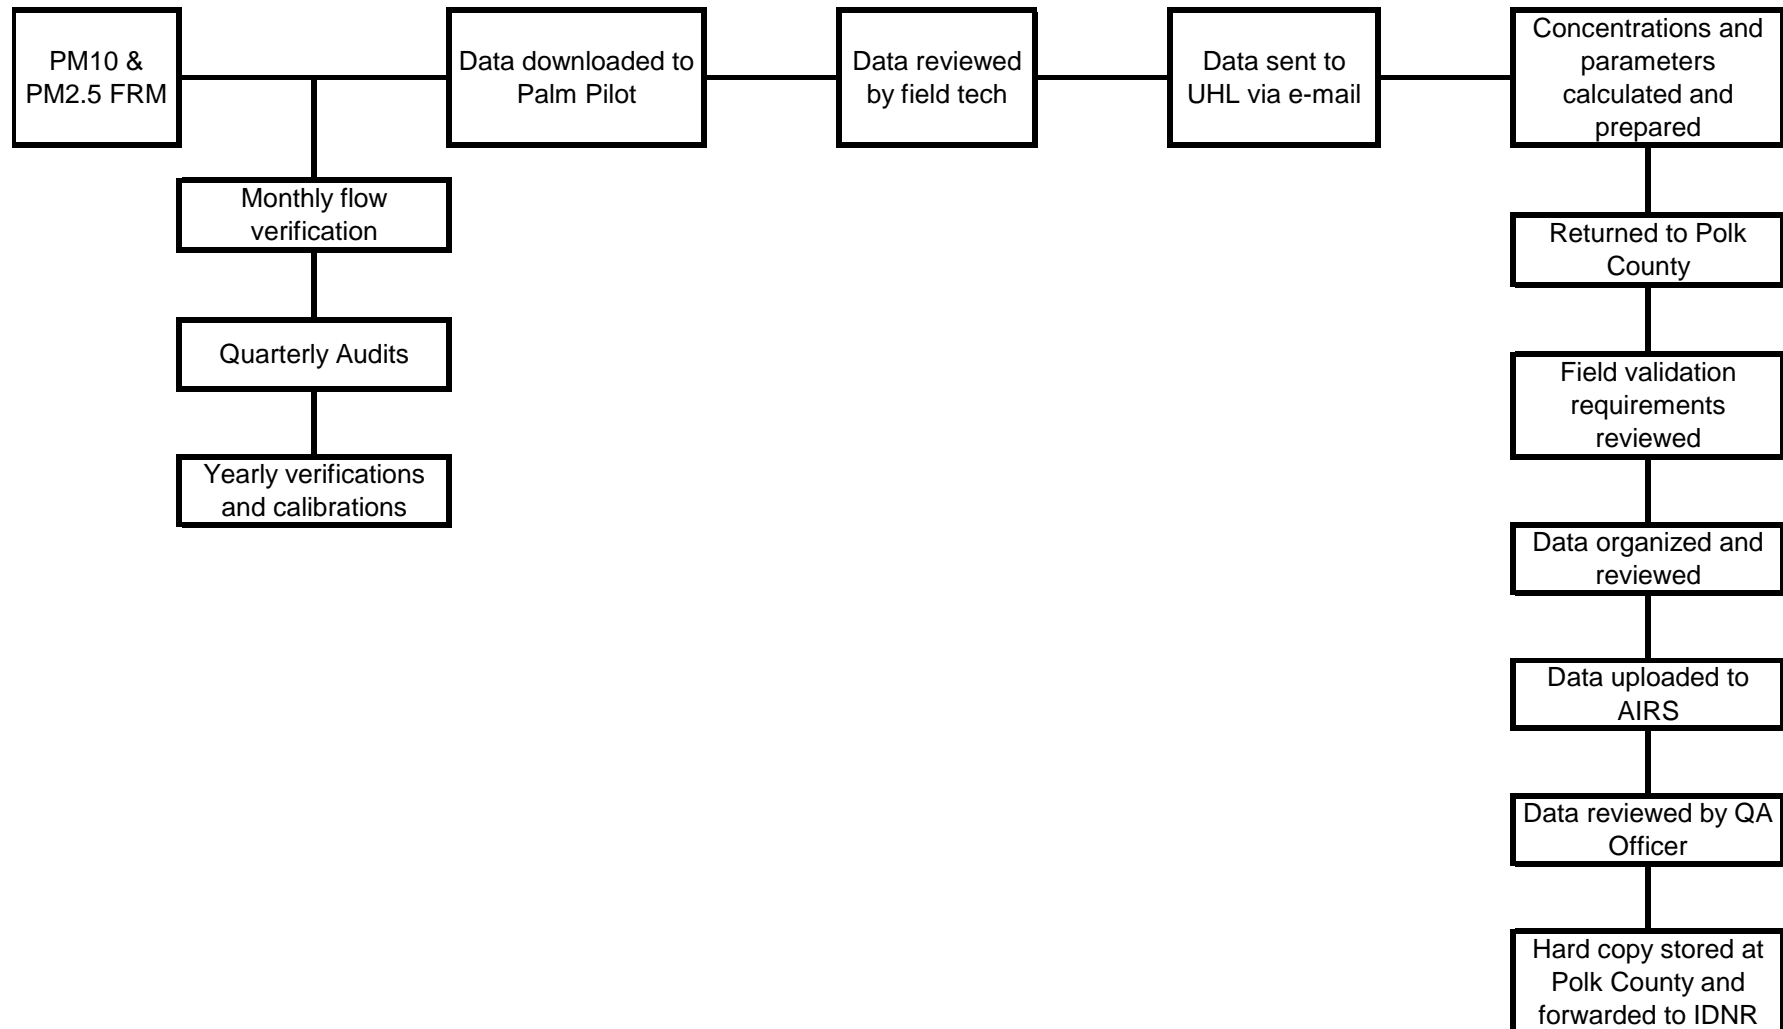 PM10 &
PM2.5 FRM
Data downloaded to
Palm Pilot
Data reviewed
by field tech
Data sent to
UHL via e-mail
Concentrations and
parameters
calculated and
prepared
Monthly flow
verification
Quarterly Audits
Yearly verifications
and calibrations
Returned to Polk
County
Field validation
requirements
reviewed
Data organized and
reviewed
Data uploaded to
AIRS
Data reviewed by QA
Officer
Hard copy stored at
Polk County and
forwarded to IDNR